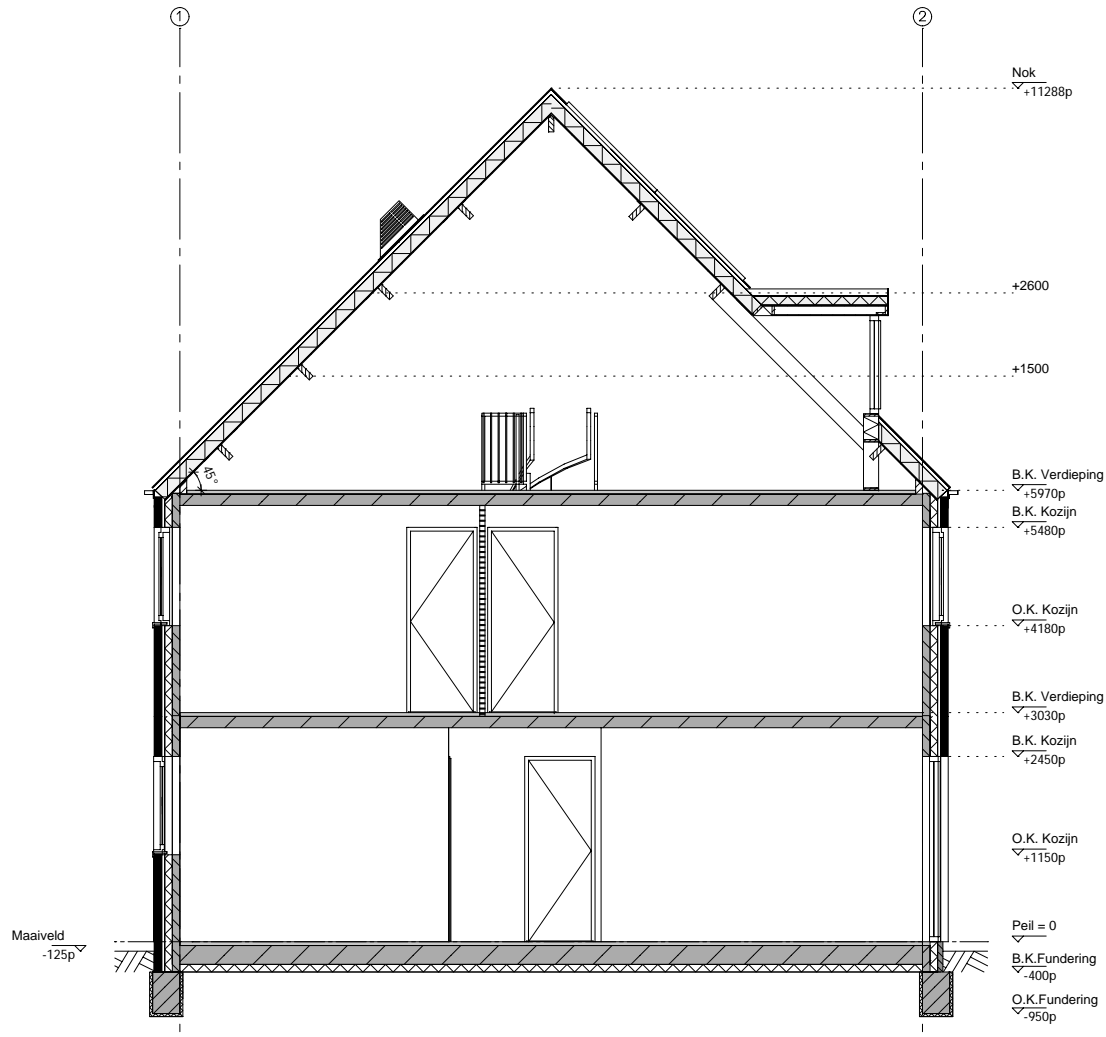 1
2
Nok
+11288p
+2600
+1500
45°
B.K. Verdieping
+5970p
B.K. Kozijn
+5480p
O.K. Kozijn
+4180p
B.K. Verdieping
+3030p
B.K. Kozijn
+2450p
O.K. Kozijn
+1150p
Maaiveld
-125p
Peil = 0
B.K.Fundering
-400p
O.K.Fundering
-950p